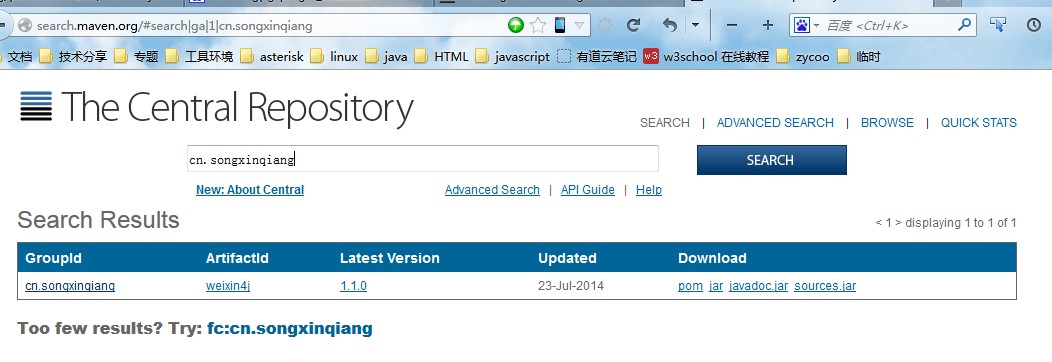 search.maven.org/#search|ga|1|cn.songxinqiang
百度 <Ctrl+K>
文档 技术分享 专题 工具环境 asterisk linux java HTML javascript 有道云笔记 w3 w3school 在线教程 zycoo 临时
The Central Repository
SEARCH | ADVANCED SEARCH | BROWSE | QUICK STATS
cn.songxinqiang SEARCH
New: About Central Advanced Search | API Guide | Help
Search Results < 1 > displaying 1 to 1 of 1
GroupId ArtifactId Latest Version Updated Download
cn.songxinqiang weixin4j 1.1.0 23-Jul-2014 pom jar javadoc.jar sources.jar
Too few results? Try: fc:cn.songxinqiang